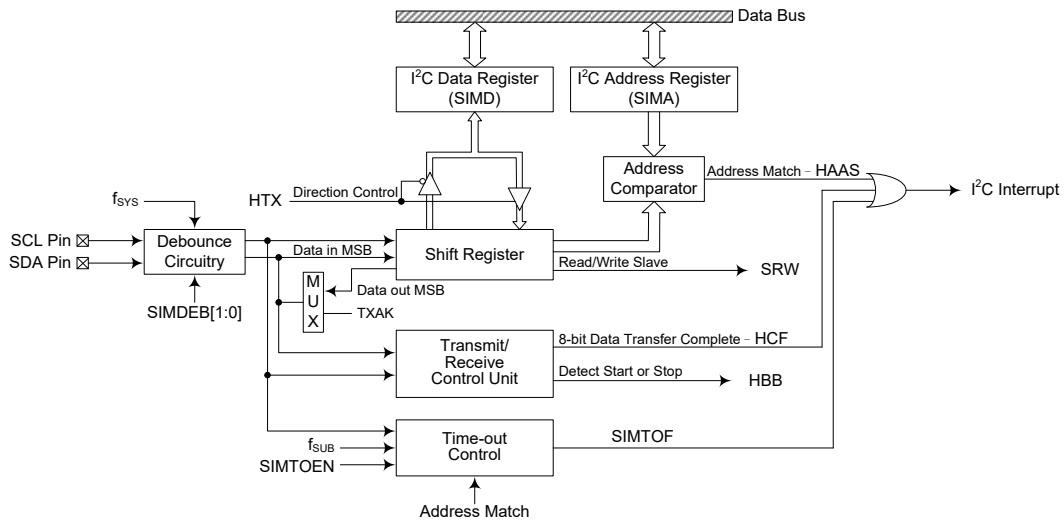 Data Bus
I²C Data Register
(SIMD)
I²C Address Register
(SIMA)
Address
Comparator
Address Match - HAAS
I²C Interrupt
Direction Control
HTX
fSYS
SCL Pin
SDA Pin
Debounce
Circuitry
SIMDEB[1:0]
Data in MSB
Shift Register
Read/Write Slave
SRW
M
U
X
Data out MSB
TXAK
Transmit/
Receive
Control Unit
8-bit Data Transfer Complete - HCF
Detect Start or Stop
HBB
fSUB
SIMTOEN
Time-out
Control
SIMTOF
Address Match